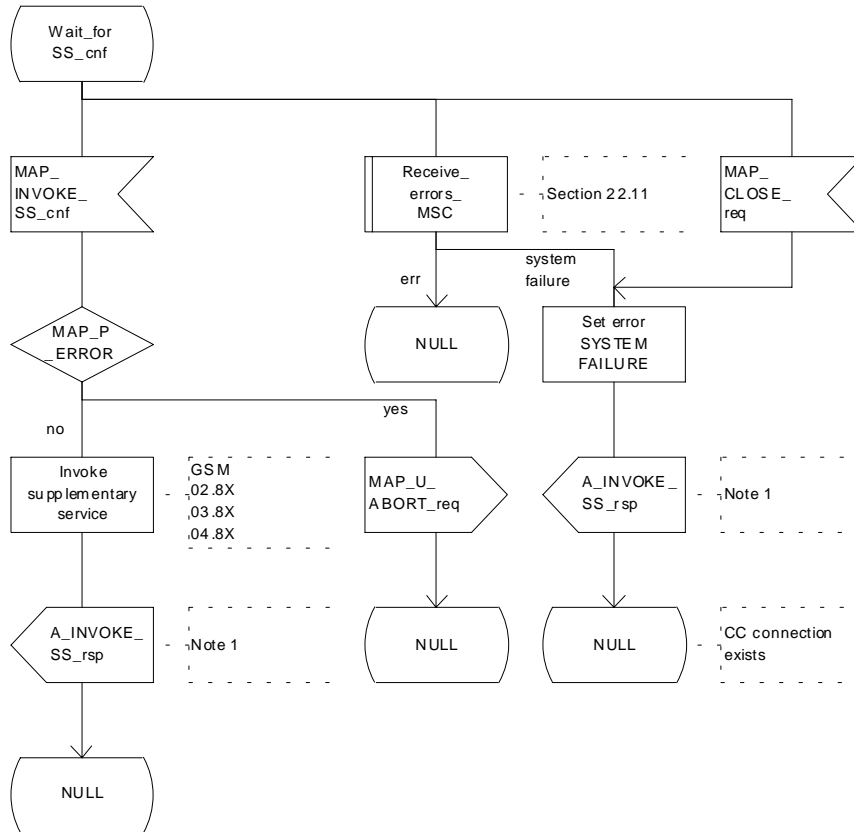 Wait_for
SS_cnf
MAP_
INVOKE_
SS_cnf
Receive_
errors_
MSC
Section 22.11
MAP_
CLOSE_
req
err
system
failure
MAP_P
_ERROR
NULL
Set error
SYSTEM
FAILURE
no
yes
Invoke
supplementary
service
GSM
02.8X
03.8X
04.8X
MAP_U_
ABORT_req
A_INVOKE_
SS_rsp
Note 1
A_INVOKE_
SS_rsp
Note 1
NULL
NULL
CC connection
exists
NULL